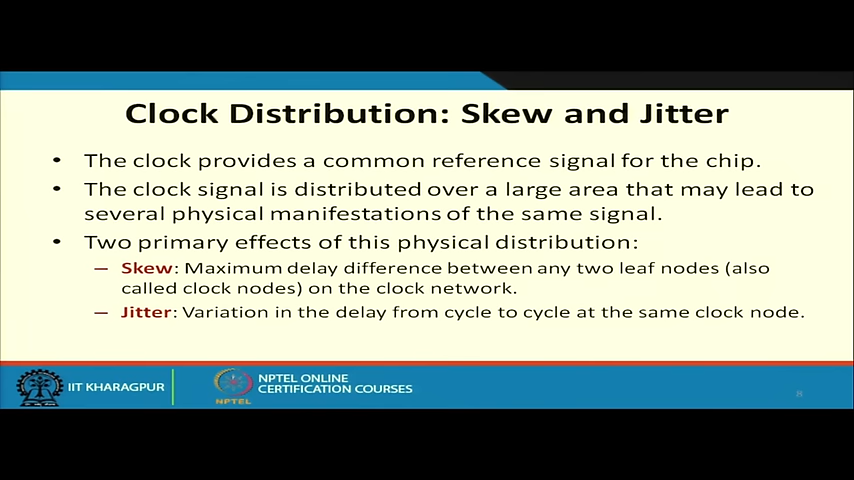 Clock Distribution: Skew and Jitter
• The clock provides a common reference signal for the chip.
• The clock signal is distributed over a large area that may lead to
several physical manifestations of the same signal.
• Two primary effects of this physical distribution:
– Skew: Maximum delay difference between any two leaf nodes (also
called clock nodes) on the clock network.
– Jitter: Variation in the delay from cycle to cycle at the same clock node.
IIT KHARAGPUR
NPTEL
NPTEL ONLINE
CERTIFICATION COURSES
8